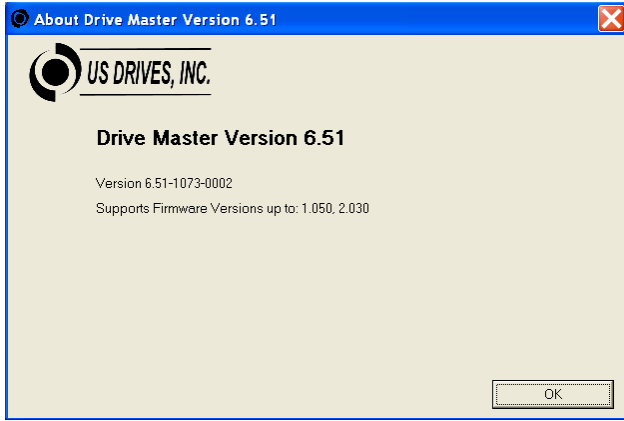 About Drive Master Version 6.51
US DRIVES, INC.
Drive Master Version 6.51
Version 6.51-1073-0002
Supports Firmware Versions up to: 1.050, 2.030
OK